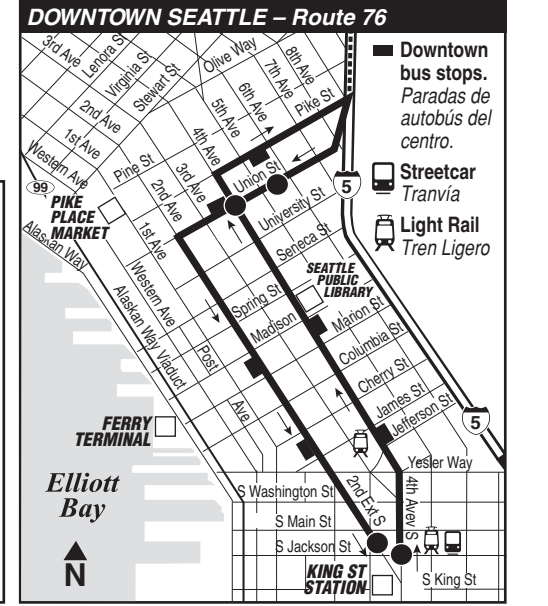 DOWNTOWN SEATTLE – Route 76
3rd Ave
Lenora St
Virginia St
Stewart St
Olive Way
8th Ave
7th Ave
6th Ave
5th Ave
4th Ave
Pike St
2nd Ave
1st Ave
Western Ave
Pine St
3rd Ave
2nd Ave
Union St
University St
Seneca St
99
PIKE
PLACE
MARKET
Alaskan Way
1st Ave
Western Ave
Alaskan Way Viaduct
Post
Ave
Spring St
Madison
SEATTLE
PUBLIC
LIBRARY
Marion St
Columbia St
Cherry St
James St
Jefferson St
Yesler Way
5
5
FERRY
TERMINAL
Elliott
Bay
N
S Washington St
S Main St
S Jackson St
2nd Ext S
4th Avev S
KING ST
STATION
S King St
Downtown
bus stops.
Paradas de
autobús del
centro.
Streetcar
Tranvía
Light Rail
Tren Ligero